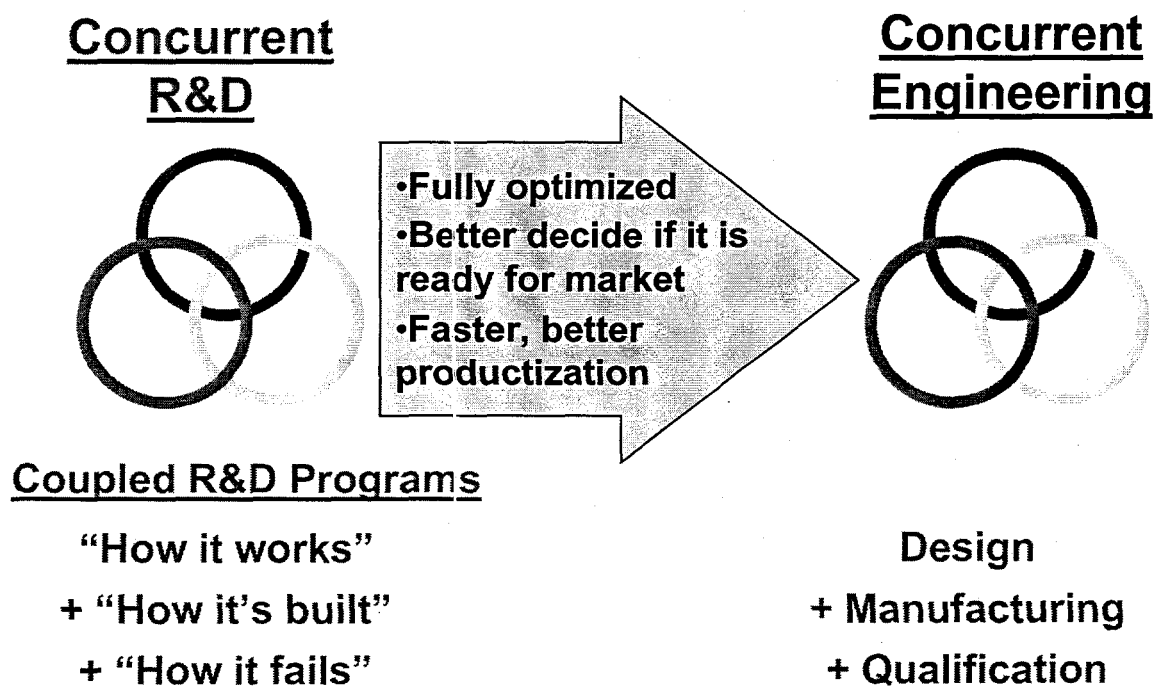 Concurrent
R&D
Concurrent
Engineering
•Fully optimized
•Better decide if it is
ready for market
•Faster, better
productization
Coupled R&D Programs
“How it works”
+ “How it's built”
+ “How it fails”
Design
+ Manufacturing
+ Qualification